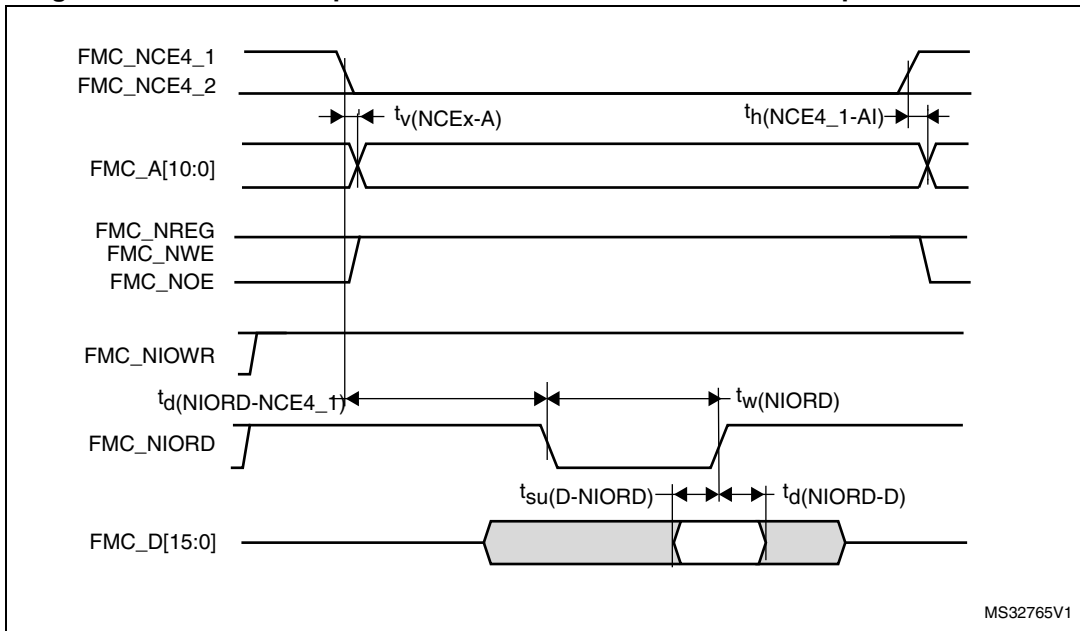 FMC_NCE4_1
FMC_NCE4_2
tv(NCEx-A)
th(NCE4_1-AI)
FMC_A[10:0]
FMC_NREG
FMC_NWE
FMC_NOE
FMC_NIOWR
td(NIORD-NCE4_1)
tw(NIORD)
FMC_NIORD
tsu(D-NIORD)
td(NIORD-D)
FMC_D[15:0]
MS32765V1